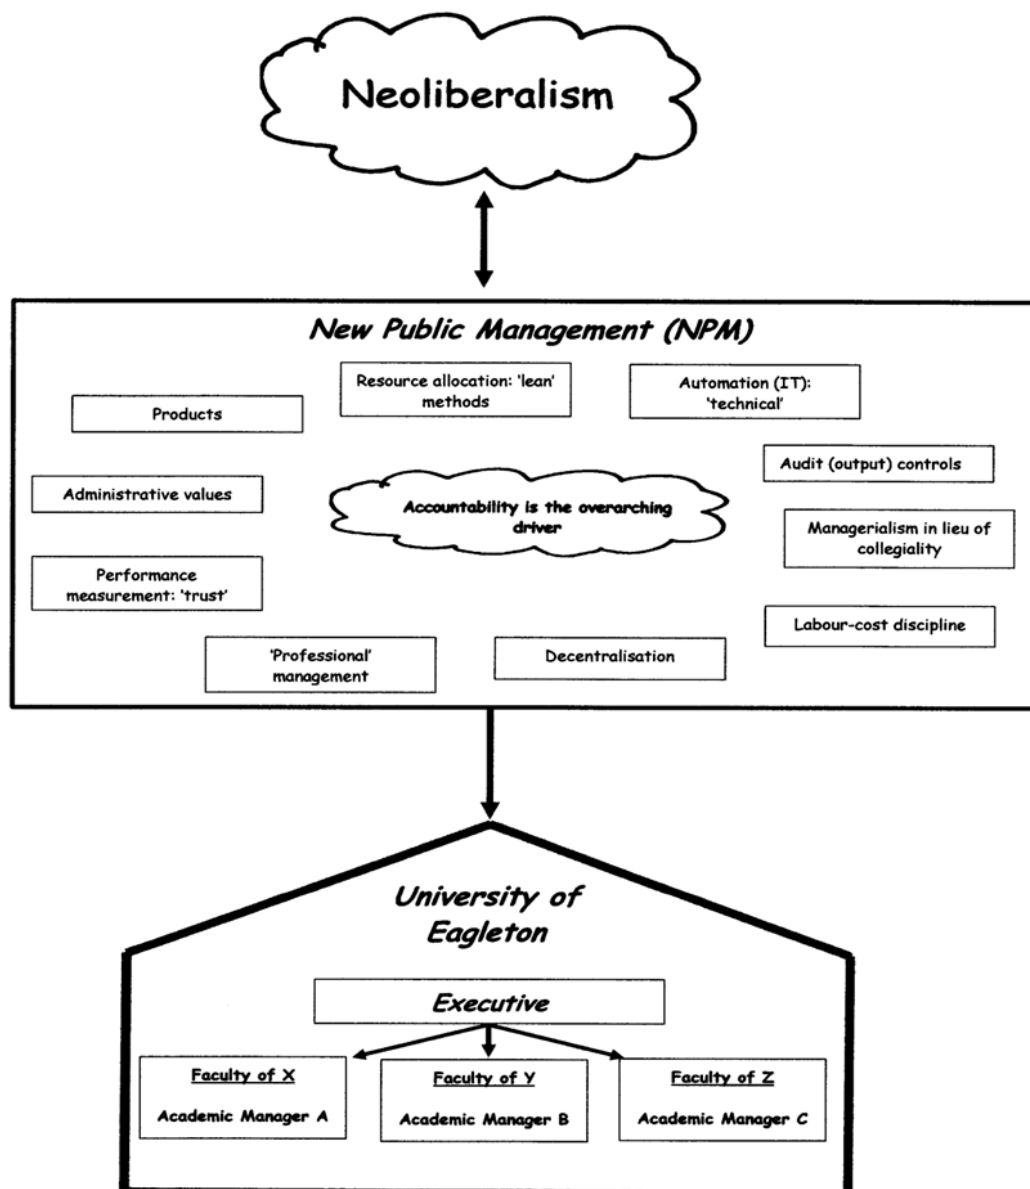 Neoliberalism
New Public Management (NPM)
Resource allocation: 'lean'
methods
Automation (IT):
'technical'
Products
Audit (output) controls
Administrative values
Accountability is the overarching
driver
Managerialism in lieu of
collegiality
Performance
measurement: 'trust'
Labour-cost discipline
'Professional'
management
Decentralisation
University of
Eagleton
Executive
Faculty of X
Academic Manager A
Faculty of Y
Academic Manager B
Faculty of Z
Academic Manager C